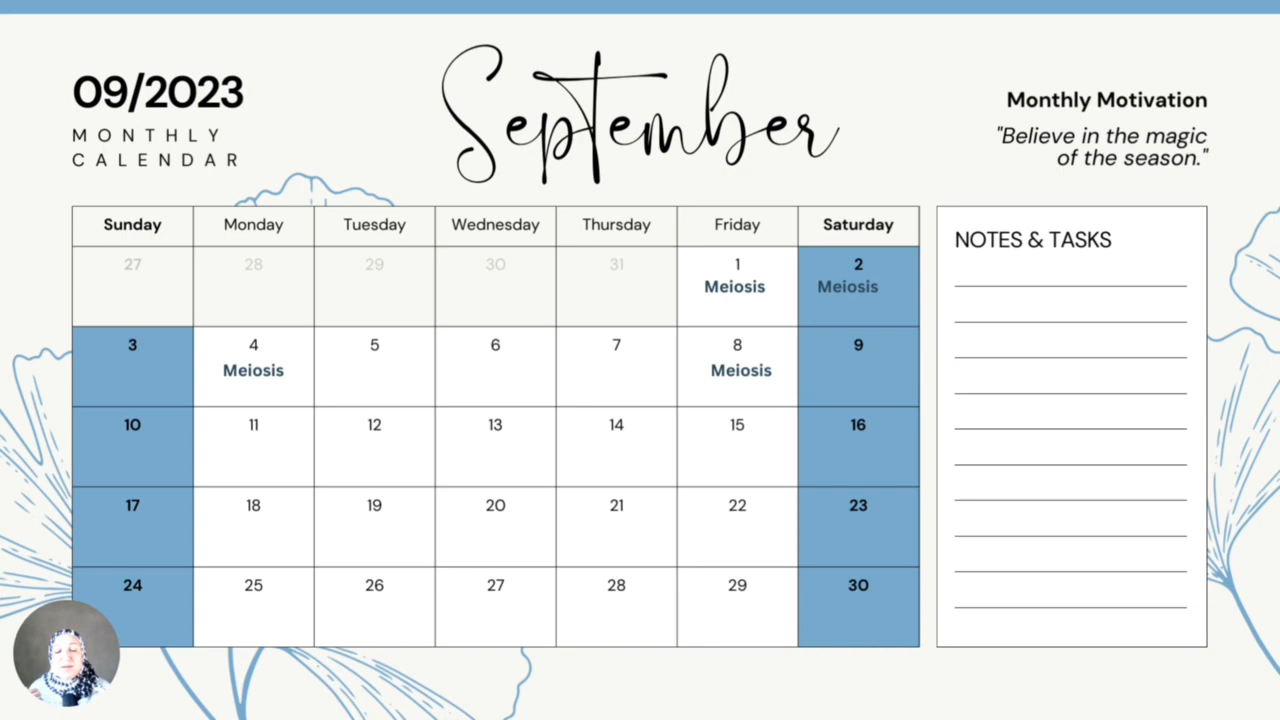 09/2023
MONTHLY
CALENDAR
September
Monthly Motivation
"Believe in the magic
of the season."
Sunday Monday Tuesday Wednesday Thursday Friday Saturday
27 28 29 30 31 1 2
Meiosis Meiosis
3 4 5 6 7 8 9
Meiosis Meiosis
10 11 12 13 14 15 16
17 18 19 20 21 22 23
24 25 26 27 28 29 30
NOTES & TASKS